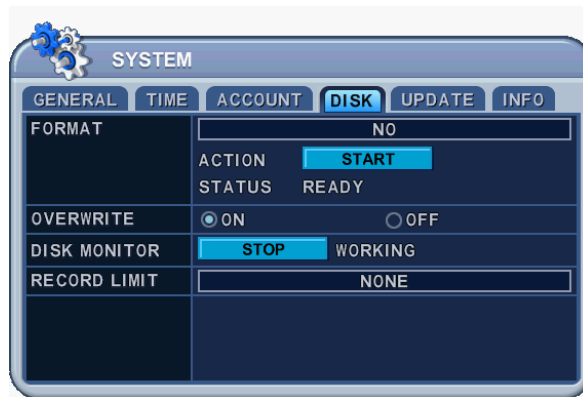 SYSTEM
GENERAL TIME ACCOUNT DISK UPDATE INFO
FORMAT NO
ACTION START
STATUS READY
OVERWRITE ON OFF
DISK MONITOR STOP WORKING
RECORD LIMIT NONE